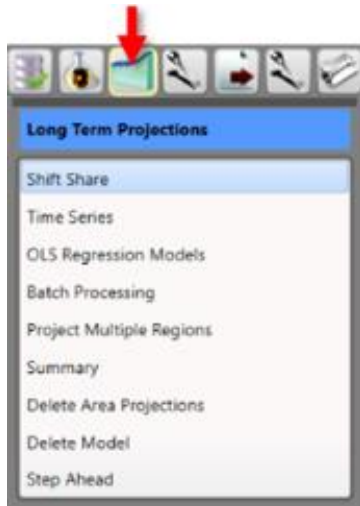 Long Term Projections
Shift Share
Time Series
OLS Regression Models
Batch Processing
Project Multiple Regions
Summary
Delete Area Projections
Delete Model
Step Ahead